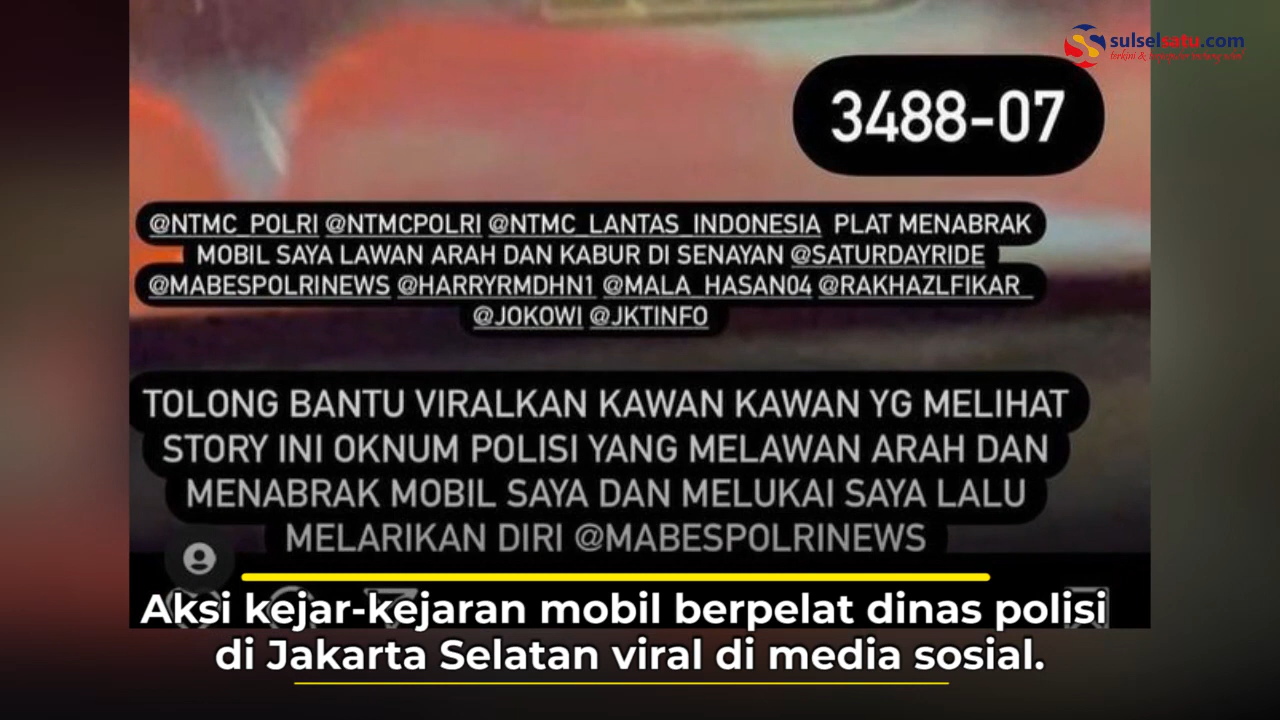 sulselsatu.com
3488-07
@NTMC_POLRI @NTMCPOLRI @NTMC_LANTAS_INDONESIA PLAT MENABRAK
MOBIL SAYA LAWAN ARAH DAN KABUR DI SENAYAN @SATURDAYRIDE
@MABESPOLRINEWS @HARRYRMDHN1 @MALA_HASAN04 @RAKHAZLFIKAR_
@JOKOWI @JKTINFO
TOLONG BANTU VIRALKAN KAWAN KAWAN YG MELIHAT
STORY INI OKNUM POLISI YANG MELAWAN ARAH DAN
MENABRAK MOBIL SAYA DAN MELUKAI SAYA LALU
MELARIKAN DIRI @MABESPOLRINEWS
Aksi kejar-kejaran mobil berpelat dinas polisi
di Jakarta Selatan viral di media sosial.